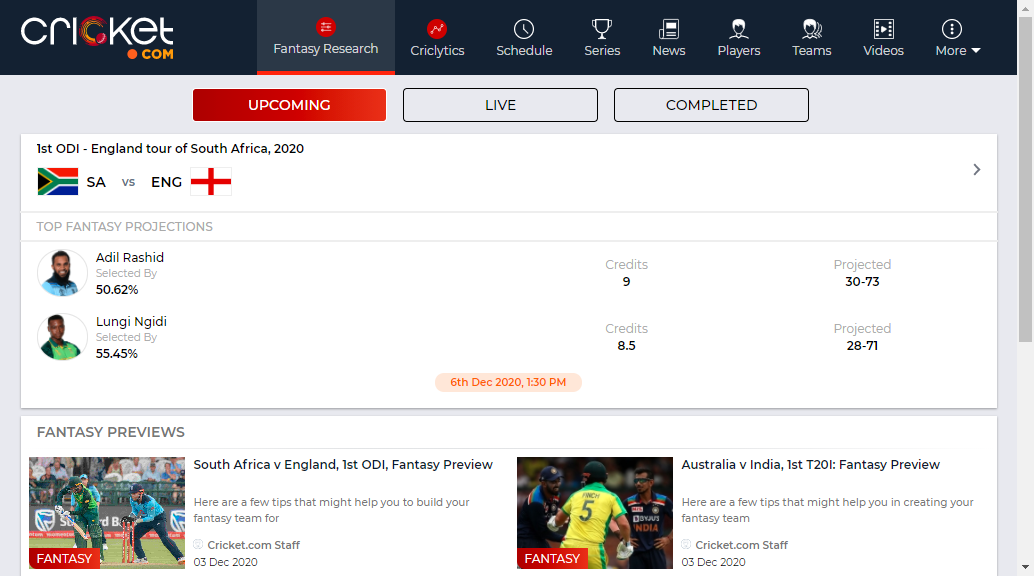 cricket
.COM
Fantasy Research
Criclytics
Schedule
Series
News
Players
Teams
Videos
More
UPCOMING
LIVE
COMPLETED
1st ODI - England tour of South Africa, 2020
SA vs ENG
TOP FANTASY PROJECTIONS
Adil Rashid
Selected By
50.62%
Credits
9
Projected
30-73
Lungi Ngidi
Selected By
55.45%
Credits
8.5
Projected
28-71
6th Dec 2020, 1:30 PM
FANTASY PREVIEWS
FANTASY
South Africa v England, 1st ODI, Fantasy Preview
Here are a few tips that might help you to build your
fantasy team for
Cricket.com Staff
03 Dec 2020
FINCH
5
BYJU'S
INDIA
FANTASY
Australia v India, 1st T20I: Fantasy Preview
Here are a few tips that might help you in creating your
fantasy team
Cricket.com Staff
03 Dec 2020